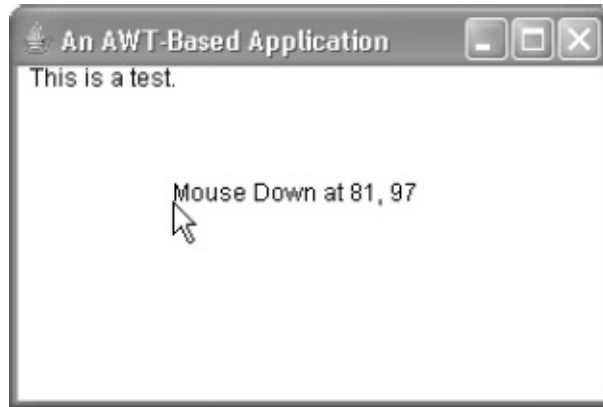 An AWT-Based Application
This is a test.
Mouse Down at 81, 97